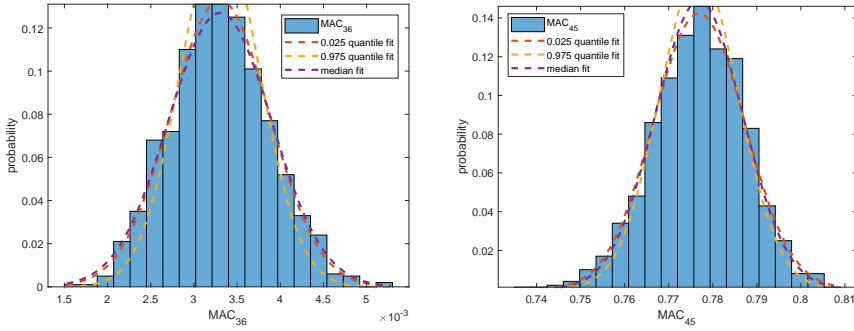 MAC36
0.025 quantile fit
0.975 quantile fit
median fit
probability
0.12
0.1
0.08
0.06
0.04
0.02
0
1.5 2 2.5 3 3.5 4 4.5 5
×10-3
MAC36
MAC45
0.025 quantile fit
0.975 quantile fit
median fit
probability
0.14
0.12
0.1
0.08
0.06
0.04
0.02
0.74 0.75 0.76 0.77 0.78 0.79 0.8 0.81
MAC45